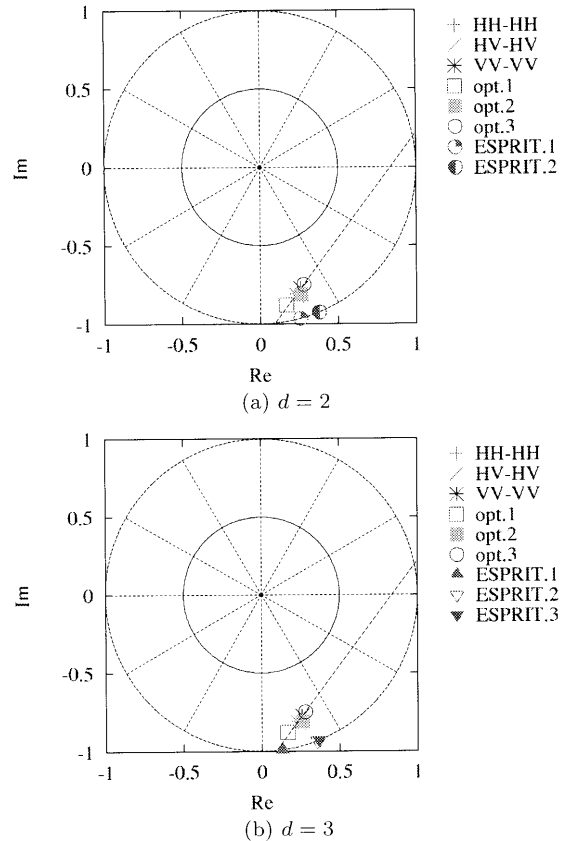 1
0.5
0
-0.5
-1
-1
-0.5
0
0.5
1
Im
Re
HH-HH
HV-HV
VV-VV
opt.1
opt.2
opt.3
ESPRIT.1
ESPRIT.2
(a) d = 2
1
0.5
0
-0.5
-1
-1
-0.5
0
0.5
1
Im
Re
HH-HH
HV-HV
VV-VV
opt.1
opt.2
opt.3
ESPRIT.1
ESPRIT.2
ESPRIT.3
(b) d = 3